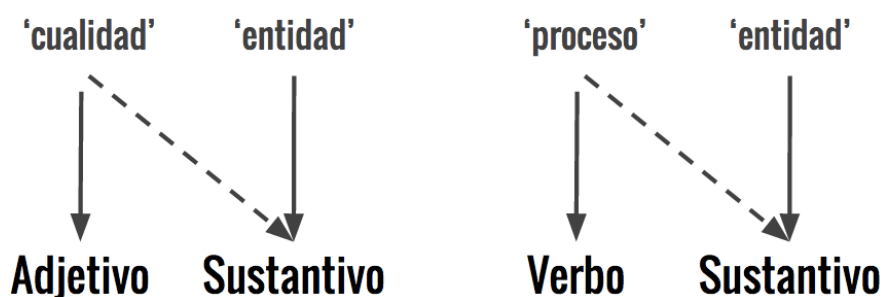 ‘cualidad’ ‘entidad’ ‘proceso’ ‘entidad’
Adjetivo Sustantivo Verbo Sustantivo